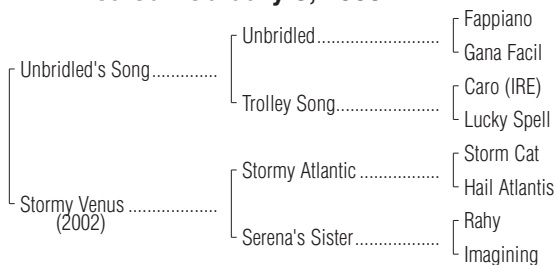 Unbridled's Song..............
Unbridled..........................
Fappiano
Gana Facil
Trolley Song......................
Caro (IRE)
Lucky Spell
Stormy Venus ...................
(2002)
Stormy Atlantic .................
Storm Cat
Hail Atlantis
Serena's Sister..................
Rahy
Imagining